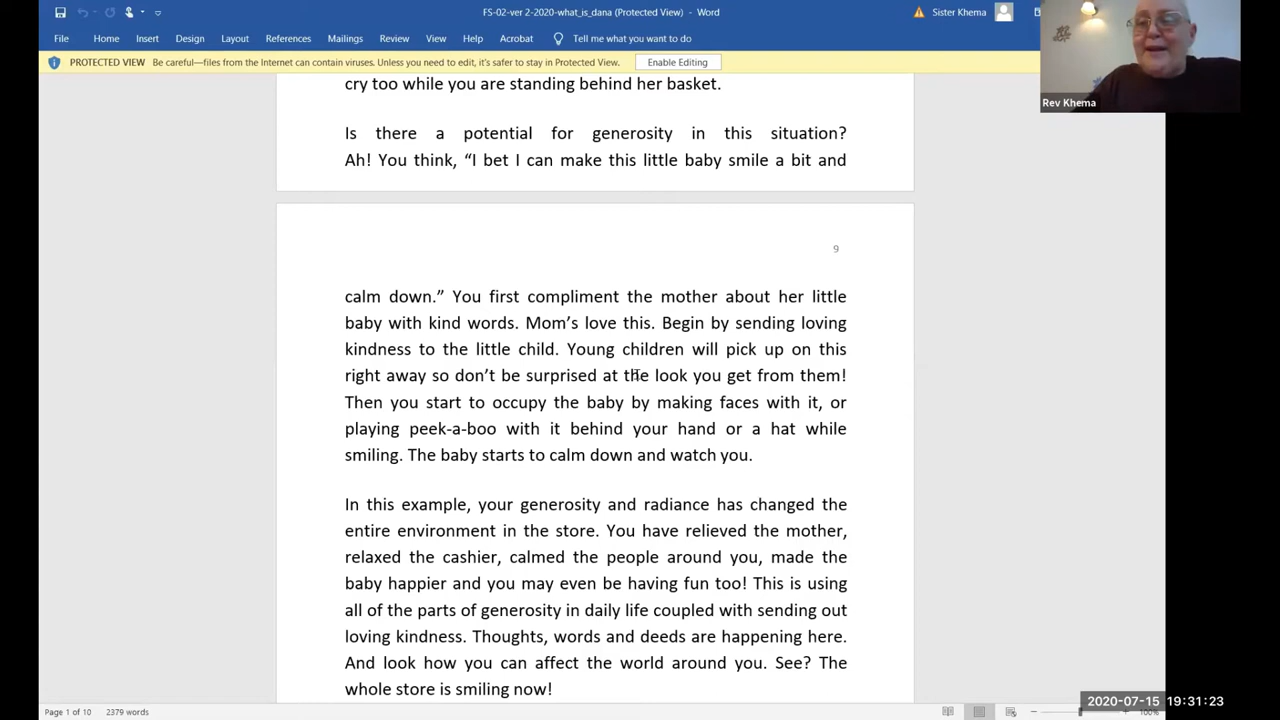 FS-02-ver 2-2020-what_is_dana (Protected View) - Word
Sister Khema
File Home Insert Design Layout References Mailings Review View Help Acrobat Tell me what you want to do
PROTECTED VIEW Be careful—files from the Internet can contain viruses. Unless you need to edit, it's safer to stay in Protected View. Enable Editing
Rev Khema
cry too while you are standing behind her basket.
Is there a potential for generosity in this situation?
Ah! You think, “I bet I can make this little baby smile a bit and
9
calm down.” You first compliment the mother about her little
baby with kind words. Mom’s love this. Begin by sending loving
kindness to the little child. Young children will pick up on this
right away so don’t be surprised at the look you get from them!
Then you start to occupy the baby by making faces with it, or
playing peek-a-boo with it behind your hand or a hat while
smiling. The baby starts to calm down and watch you.
In this example, your generosity and radiance has changed the
entire environment in the store. You have relieved the mother,
relaxed the cashier, calmed the people around you, made the
baby happier and you may even be having fun too! This is using
all of the parts of generosity in daily life coupled with sending out
loving kindness. Thoughts, words and deeds are happening here.
And look how you can affect the world around you. See? The
whole store is smiling now!
Page 1 of 10 2379 words
2020-07-15 19:31:23
100%